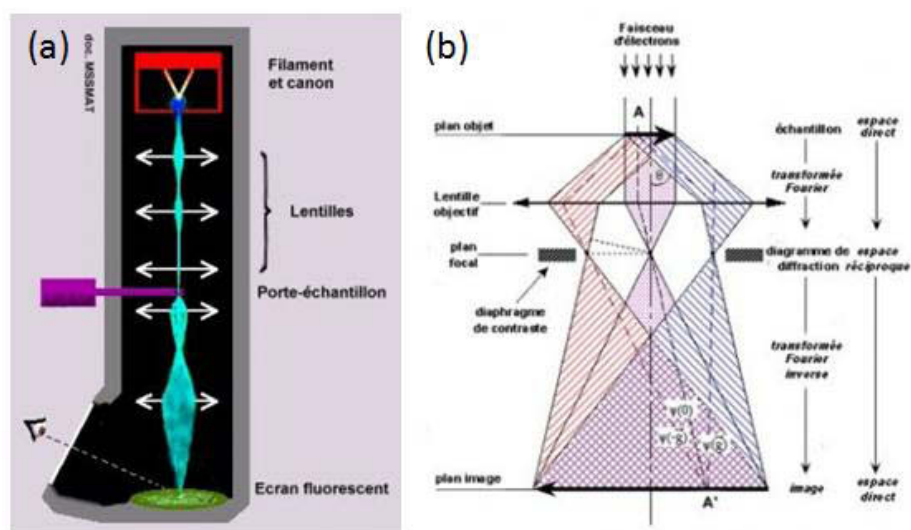 (a)
doc. MSSMAT
Filament
et canon
Lentilles
Porte-échantillon
Ecran fluorescent
(b)
Faisceau
d'électrons
A
plan objet
échantillon
espace
direct
θ
transformée
Fourier
Lentille
objectif
plan
focal
diagramme de
diffraction
espace
réciproque
diaphragme
de contraste
transformée
Fourier
inverse
ψ(0)
ψ(-g)
ψ(g)
plan image
A'
image
espace
direct